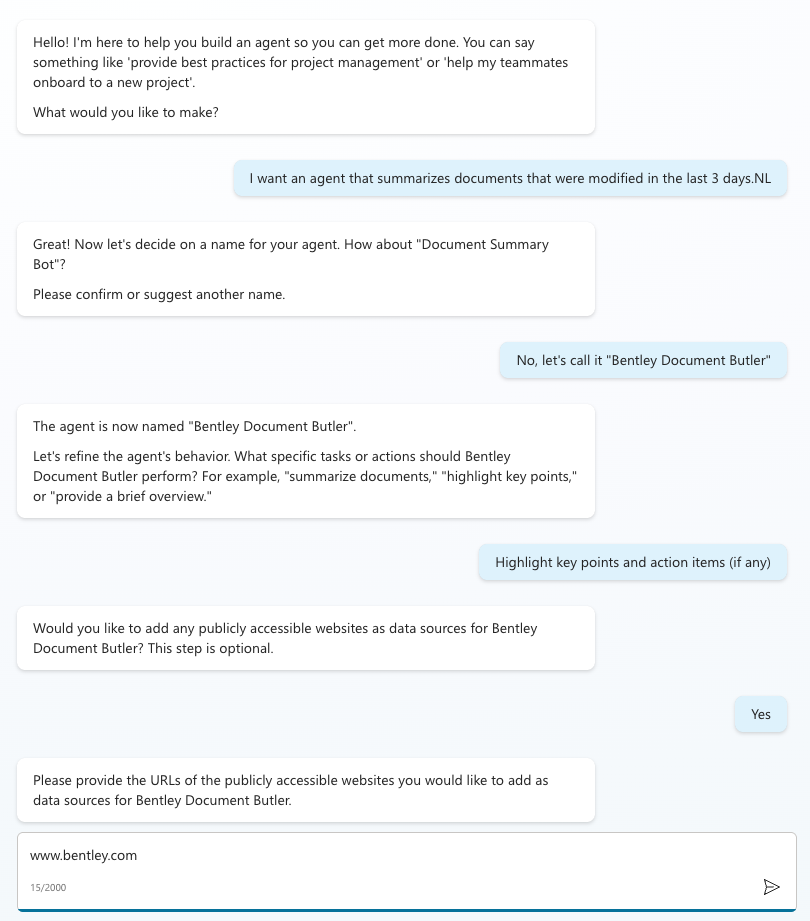 Hello! I'm here to help you build an agent so you can get more done. You can say
something like 'provide best practices for project management' or 'help my teammates
onboard to a new project'.
What would you like to make?
I want an agent that summarizes documents that were modified in the last 3 days.NL
Great! Now let's decide on a name for your agent. How about "Document Summary
Bot"?
Please confirm or suggest another name.
No, let's call it "Bentley Document Butler"
The agent is now named "Bentley Document Butler".
Let's refine the agent's behavior. What specific tasks or actions should Bentley
Document Butler perform? For example, "summarize documents," "highlight key points,"
or "provide a brief overview."
Highlight key points and action items (if any)
Would you like to add any publicly accessible websites as data sources for Bentley
Document Butler? This step is optional.
Yes
Please provide the URLs of the publicly accessible websites you would like to add as
data sources for Bentley Document Butler.
www.bentley.com
15/2000